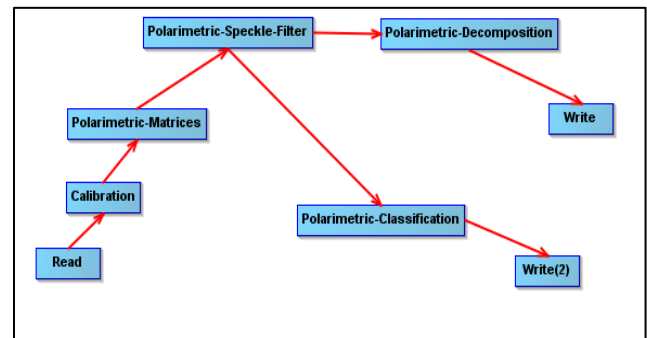 Polarimetric-Speckle-Filter
Polarimetric-Decomposition
Polarimetric-Matrices
Write
Calibration
Polarimetric-Classification
Read
Write(2)